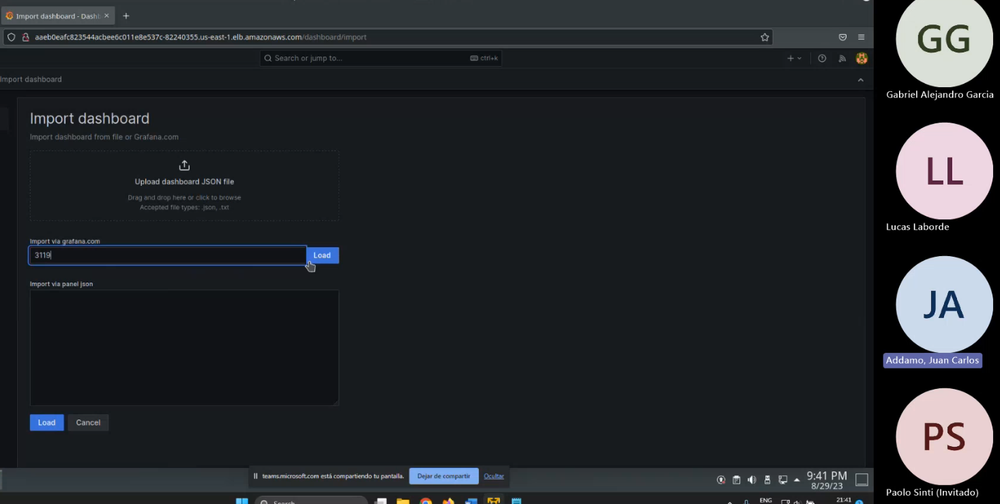 Import dashboard - Dashb
aaeb0eafc823544acbee6c011e8e537c-82240355.us-east-1.elb.amazonaws.com/dashboard/import
Search or jump to...
ctrl+k
Import dashboard
Import dashboard
Import dashboard from file or Grafana.com
Upload dashboard JSON file
Drag and drop here or click to browse
Accepted file types: .json, .txt
Import via grafana.com
3119
Load
Import via panel json
Load
Cancel
teams.microsoft.com está compartiendo tu pantalla.
Dejar de compartir
Ocultar
9:41 PM
8/29/23
Search
ENG
21:41
GG
Gabriel Alejandro Garcia
LL
Lucas Laborde
JA
Addamo, Juan Carlos
PS
Paolo Sinti (Invitado)